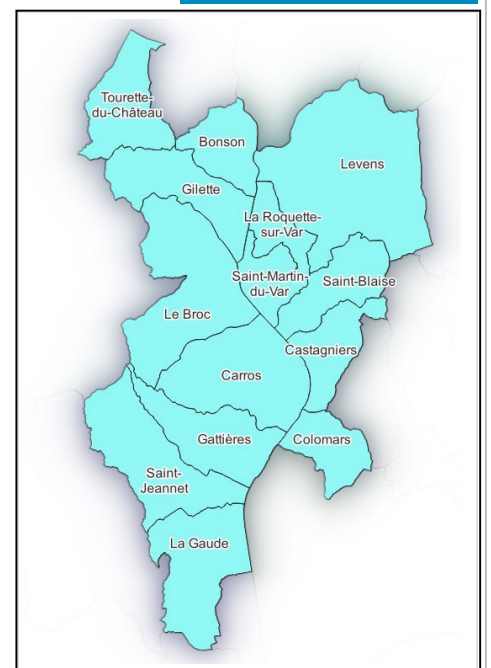 Tourette-
du-Château
Bonson
Levens
Gilette
La Roquette-
sur-Var
Saint-Martin-
du-Var
Saint-Blaise
Le Broc
Castagniers
Carros
Gattières
Colomars
Saint-
Jeannet
La Gaude